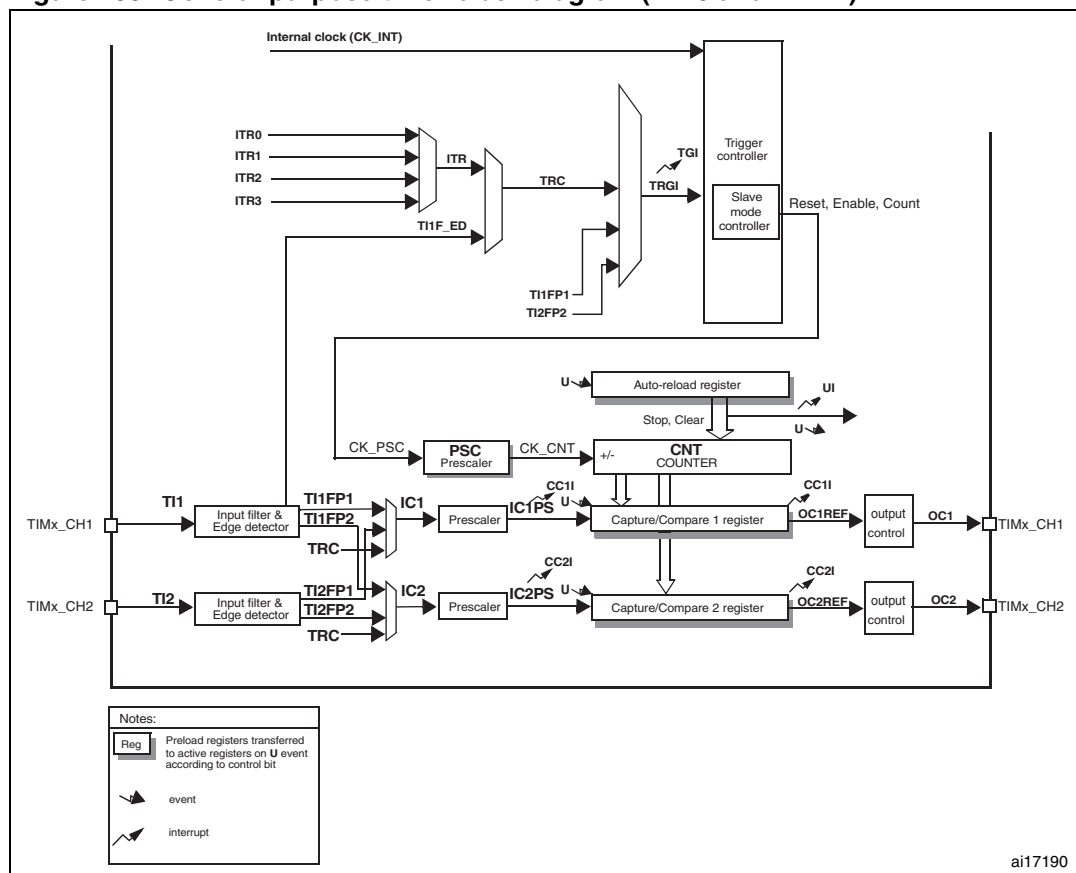 Internal clock (CK_INT)
ITR0
ITR1
ITR2
ITR3
ITR
TI1F_ED
TRC
TI1FP1
TI2FP2
TGI
TRGI
Trigger
controller
Slave
mode
controller
Reset, Enable, Count
U
Auto-reload register
UI
Stop, Clear
U
CK_PSC
PSC
Prescaler
CK_CNT
+/-
CNT
COUNTER
TIMx_CH1
TI1
Input filter &
Edge detector
TI1FP1
TI1FP2
TRC
IC1
Prescaler
CC1I
IC1PS
U
Capture/Compare 1 register
CC1I
OC1REF
output
control
OC1
TIMx_CH1
TIMx_CH2
TI2
Input filter &
Edge detector
TI2FP1
TI2FP2
TRC
IC2
Prescaler
CC2I
IC2PS
U
Capture/Compare 2 register
CC2I
OC2REF
output
control
OC2
TIMx_CH2
Notes:
Reg
Preload registers transferred
to active registers on U event
according to control bit
event
interrupt
ai17190